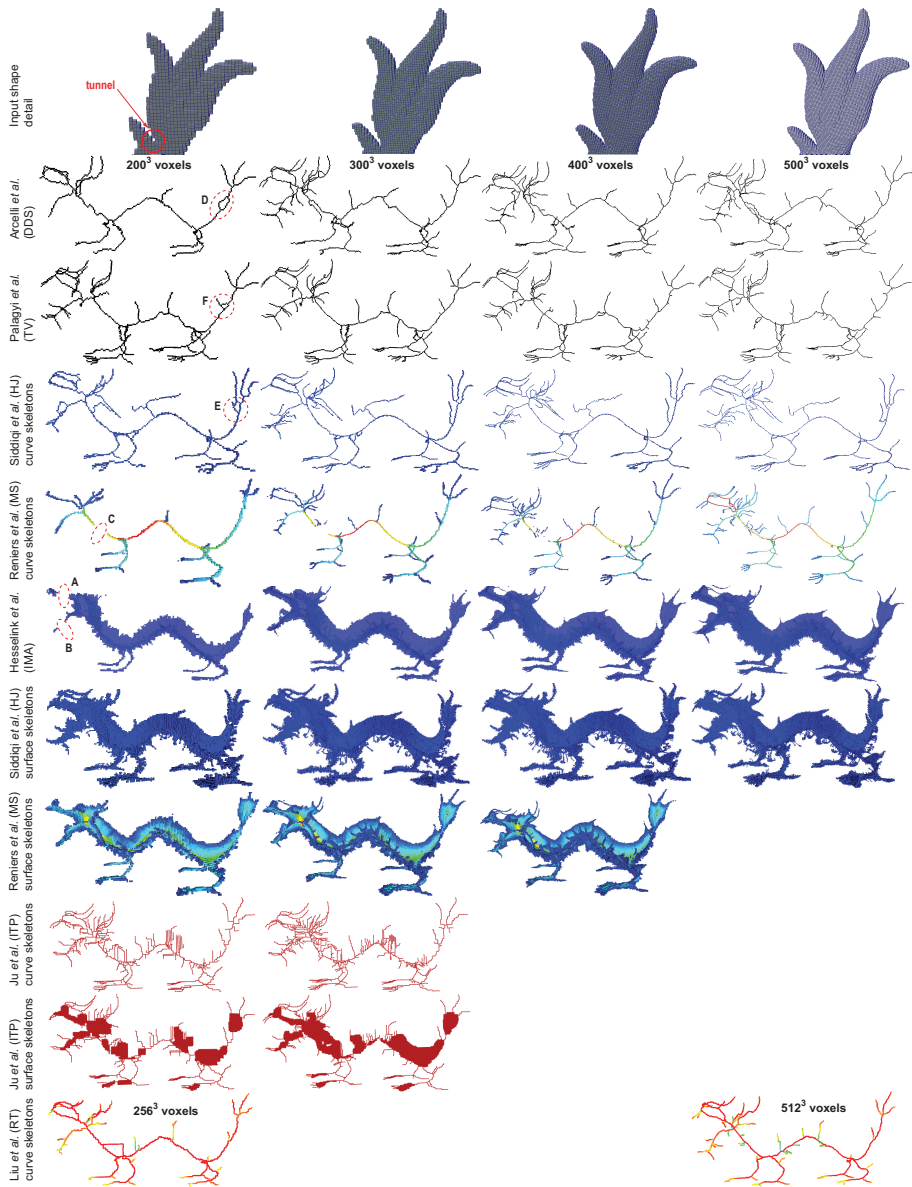 Input shape
detail
tunnel
200³ voxels
300³ voxels
400³ voxels
500³ voxels
Arcelli et al.
(DDS)
D
Palagyi et al.
(TV)
F
Siddiqi et al. (HJ)
curve skeletons
E
Reniers et al. (MS)
curve skeletons
C
Hesselink et al.
(IMA)
A
B
Siddiqi et al. (HJ)
surface skeletons
Reniers et al. (MS)
surface skeletons
Ju et al. (ITP)
curve skeletons
Ju et al. (ITP)
surface skeletons
Liu et al. (RT)
curve skeletons
256³ voxels
512³ voxels